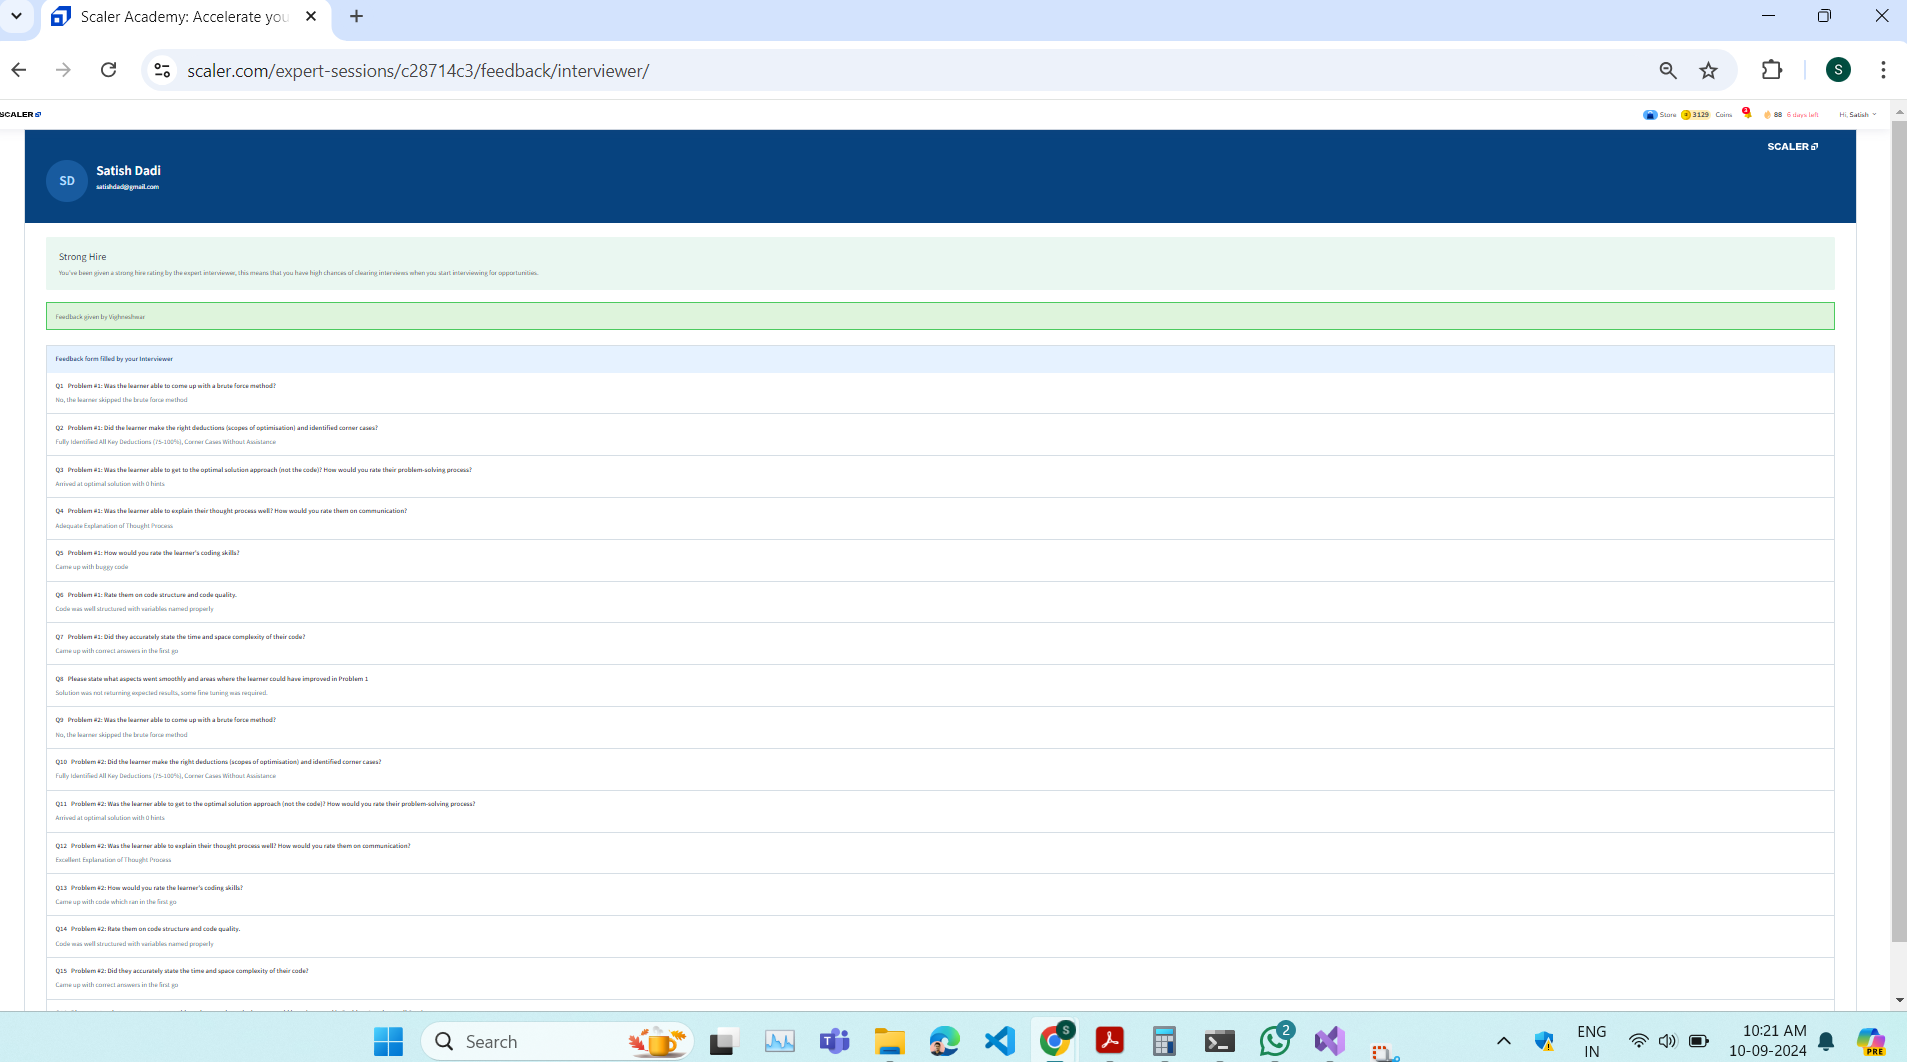 Scaler Academy: Accelerate you
scaler.com/expert-sessions/c28714c3/feedback/interviewer/
S
SCALER
Store 3129 Coins 1 88 6 days left Hi, Satish
SCALER
SD
Satish Dadi
satishdad@gmail.com
Strong Hire
You've been given a strong hire rating by the expert interviewer, this means that you have high chances of clearing interviews when you start interviewing for opportunities.
Feedback given by Vighneshwar
Feedback form filled by your Interviewer
Q1 Problem #1: Was the learner able to come up with a brute force method?
No, the learner skipped the brute force method
Q2 Problem #1: Did the learner make the right deductions (scopes of optimisation) and identified corner cases?
Fully Identified All Key Deductions (75-100%), Corner Cases Without Assistance
Q3 Problem #1: Was the learner able to get to the optimal solution approach (not the code)? How would you rate their problem-solving process?
Arrived at optimal solution with 0 hints
Q4 Problem #1: Was the learner able to explain their thought process well? How would you rate them on communication?
Adequate Explanation of Thought Process
Q5 Problem #1: How would you rate the learner's coding skills?
Came up with buggy code
Q6 Problem #1: Rate them on code structure and code quality.
Code was well structured with variables named properly
Q7 Problem #1: Did they accurately state the time and space complexity of their code?
Came up with correct answers in the first go
Q8 Please state what aspects went smoothly and areas where the learner could have improved in Problem 1
Solution was not returning expected results, some fine tuning was required.
Q9 Problem #2: Was the learner able to come up with a brute force method?
No, the learner skipped the brute force method
Q10 Problem #2: Did the learner make the right deductions (scopes of optimisation) and identified corner cases?
Fully Identified All Key Deductions (75-100%), Corner Cases Without Assistance
Q11 Problem #2: Was the learner able to get to the optimal solution approach (not the code)? How would you rate their problem-solving process?
Arrived at optimal solution with 0 hints
Q12 Problem #2: Was the learner able to explain their thought process well? How would you rate them on communication?
Excellent Explanation of Thought Process
Q13 Problem #2: How would you rate the learner's coding skills?
Came up with code which ran in the first go
Q14 Problem #2: Rate them on code structure and code quality.
Code was well structured with variables named properly
Q15 Problem #2: Did they accurately state the time and space complexity of their code?
Came up with correct answers in the first go
Search
S
2
ENG
IN
10:21 AM
10-09-2024
PRE